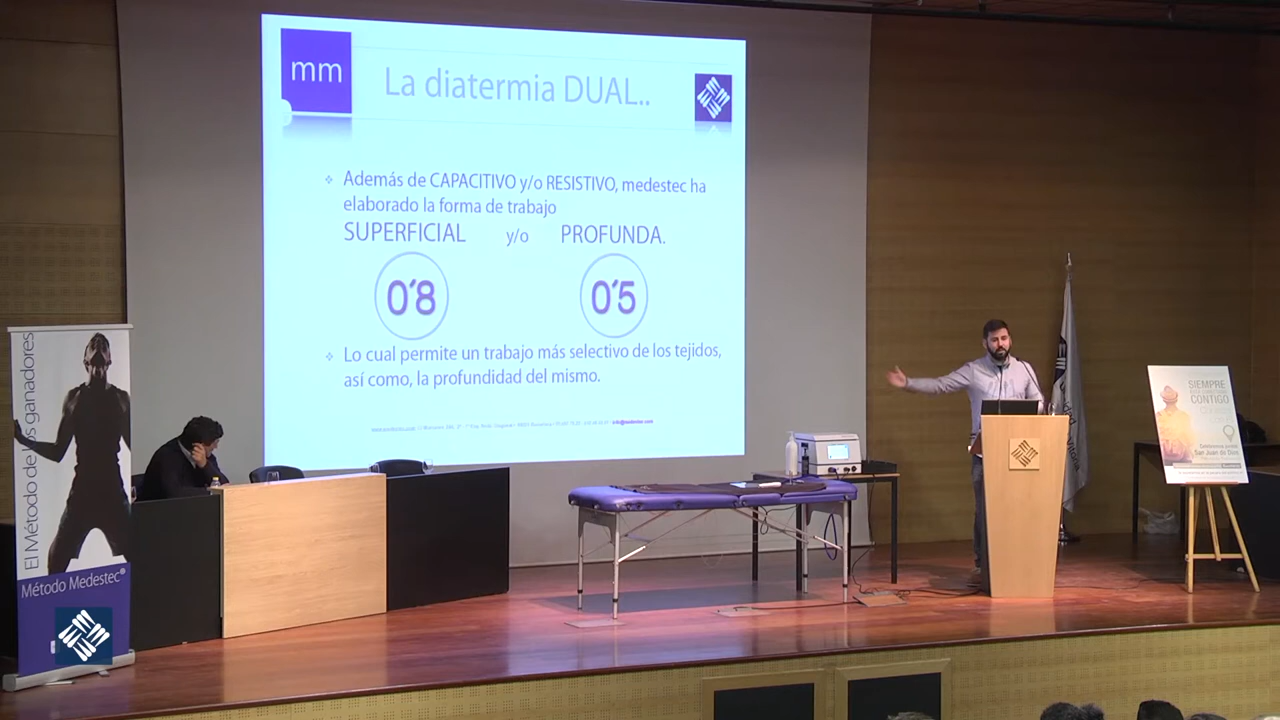 mm
La diatermia DUAL..
Además de CAPACITIVO y/o RESISTIVO, medestec ha
elaborado la forma de trabajo
SUPERFICIAL y/o PROFUNDA.
0´8 0´5
Lo cual permite un trabajo más selectivo de los tejidos,
así como, la profundidad del mismo.
El Método de los ganadores
Método Medestec®
SIEMPRE
CONTIGO
San Juan de Dios